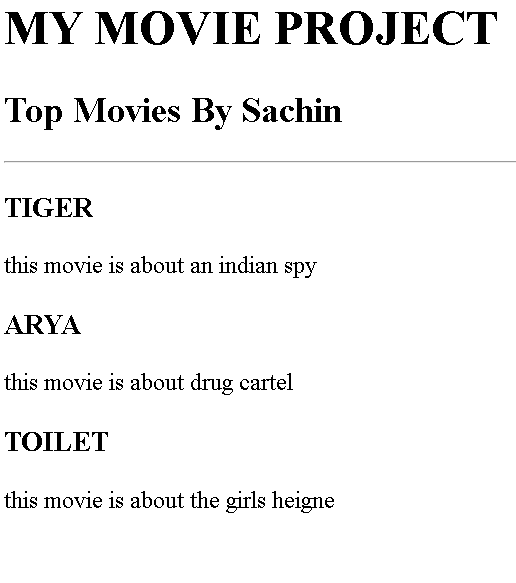 MY MOVIE PROJECT
Top Movies By Sachin
TIGER
this movie is about an indian spy
ARYA
this movie is about drug cartel
TOILET
this movie is about the girls heigne